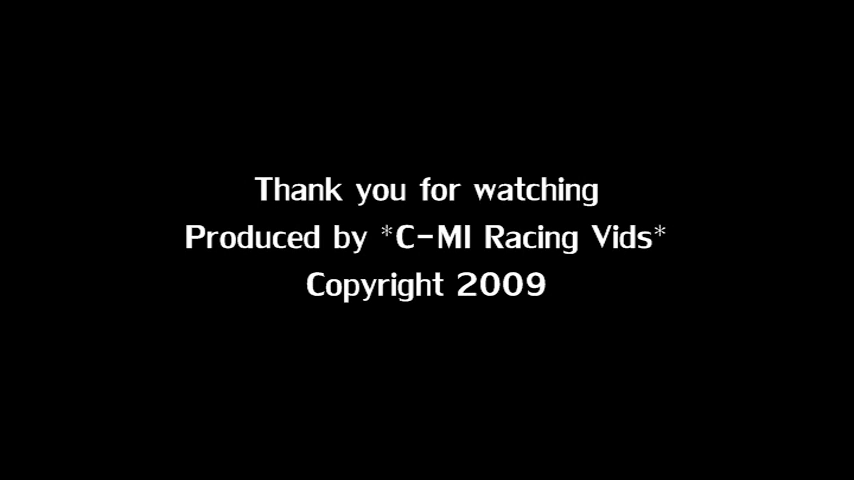 Thank you for watching
Produced by *C-MI Racing Vids*
Copyright 2009